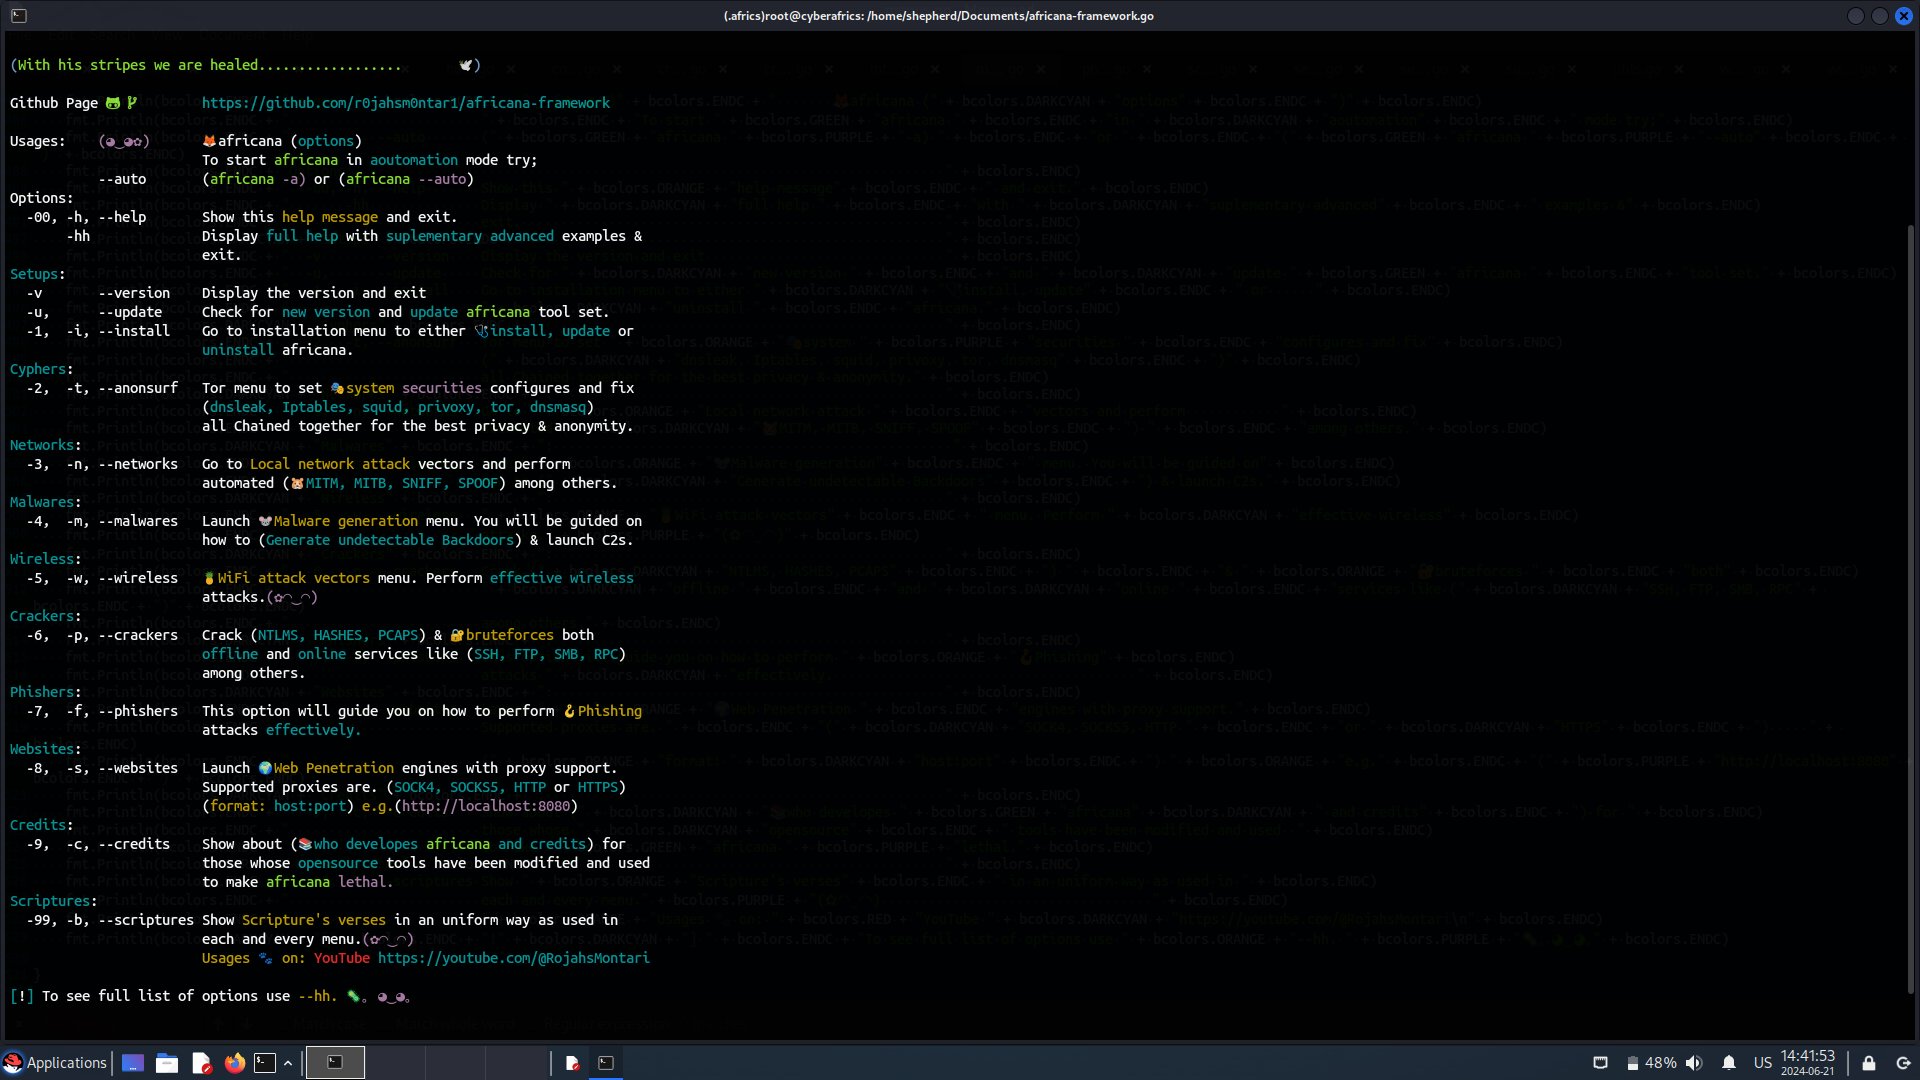 (.africs)root@cyberafrics: /home/shepherd/Documents/africana-framework.go
(With his stripes we are healed.................. 🕊️)
Github Page https://github.com/r0jahsm0ntar1/africana-framework
Usages: (◕‿◕✿) 🦊africana (options)
To start africana in aoutomation mode try;
--auto (africana -a) or (africana --auto)
Options:
-00, -h, --help Show this help message and exit.
-hh Display full help with suplementary advanced examples &
exit.
Setups:
-v --version Display the version and exit
-u, --update Check for new version and update africana tool set.
-1, -i, --install Go to installation menu to either 🩺install, update or
uninstall africana.
Cyphers:
-2, -t, --anonsurf Tor menu to set 🎭system securities configures and fix
(dnsleak, Iptables, squid, privoxy, tor, dnsmasq)
all Chained together for the best privacy & anonymity.
Networks:
-3, -n, --networks Go to Local network attack vectors and perform
automated (🐹MITM, MITB, SNIFF, SPOOF) among others.
Malwares:
-4, -m, --malwares Launch 🐭Malware generation menu. You will be guided on
how to (Generate undetectable Backdoors) & launch C2s.
Wireless:
-5, -w, --wireless 🍍WiFi attack vectors menu. Perform effective wireless
attacks.(✿◠‿◠)
Crackers:
-6, -p, --crackers Crack (NTLMS, HASHES, PCAPS) & 🔐bruteforces both
offline and online services like (SSH, FTP, SMB, RPC)
among others.
Phishers:
-7, -f, --phishers This option will guide you on how to perform 🪝Phishing
attacks effectively.
Websites:
-8, -s, --websites Launch 🌍Web Penetration engines with proxy support.
Supported proxies are. (SOCK4, SOCKS5, HTTP or HTTPS)
(format: host:port) e.g.(http://localhost:8080)
Credits:
-9, -c, --credits Show about (📚who developes africana and credits) for
those whose opensource tools have been modified and used
to make africana lethal.
Scriptures:
-99, -b, --scriptures Show Scripture's verses in an uniform way as used in
each and every menu.(✿◠‿◠)
Usages 🐾 on: YouTube https://youtube.com/@RojahsMontari
[!] To see full list of options use --hh. 🦠。◕‿◕。
Applications
48% US 14:41:53
2024-06-21